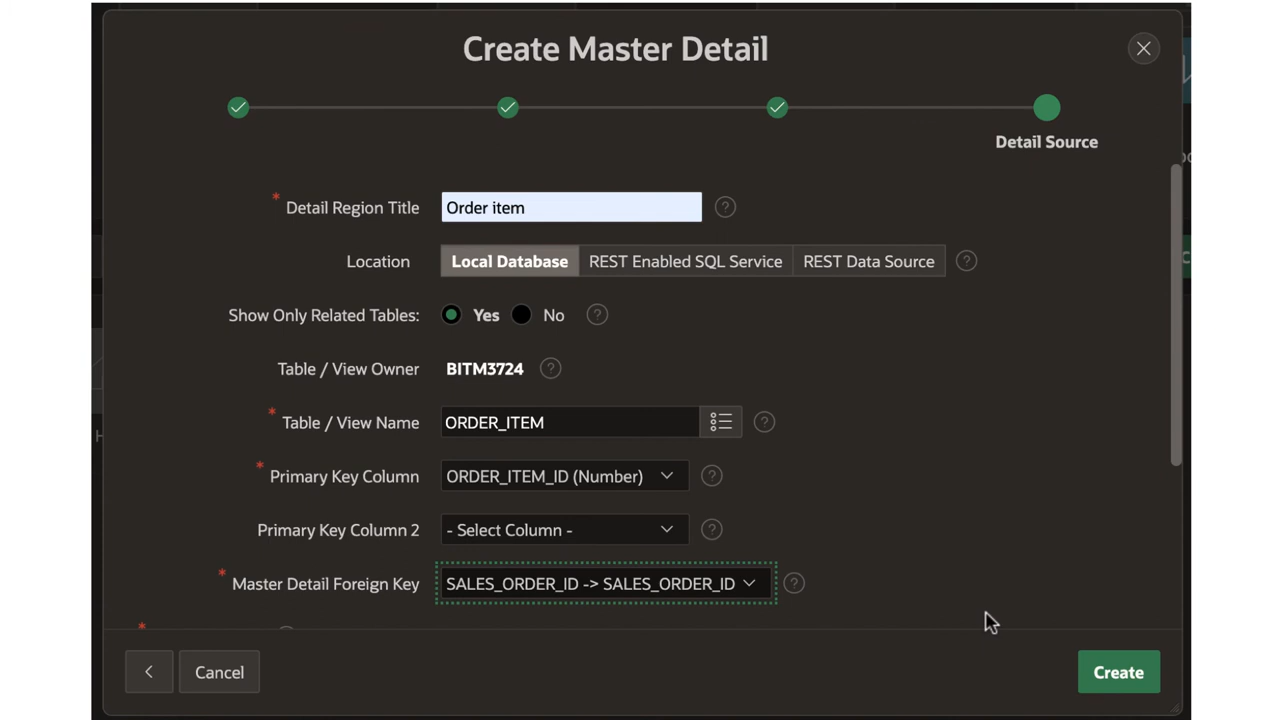 Create Master Detail
Detail Source
* Detail Region Title Order item ?
Location Local Database REST Enabled SQL Service REST Data Source ?
Show Only Related Tables: Yes No ?
Table / View Owner BITM3724 ?
* Table / View Name ORDER_ITEM ?
* Primary Key Column ORDER_ITEM_ID (Number) ?
Primary Key Column 2 - Select Column - ?
* Master Detail Foreign Key SALES_ORDER_ID -> SALES_ORDER_ID ?
*
Cancel Create